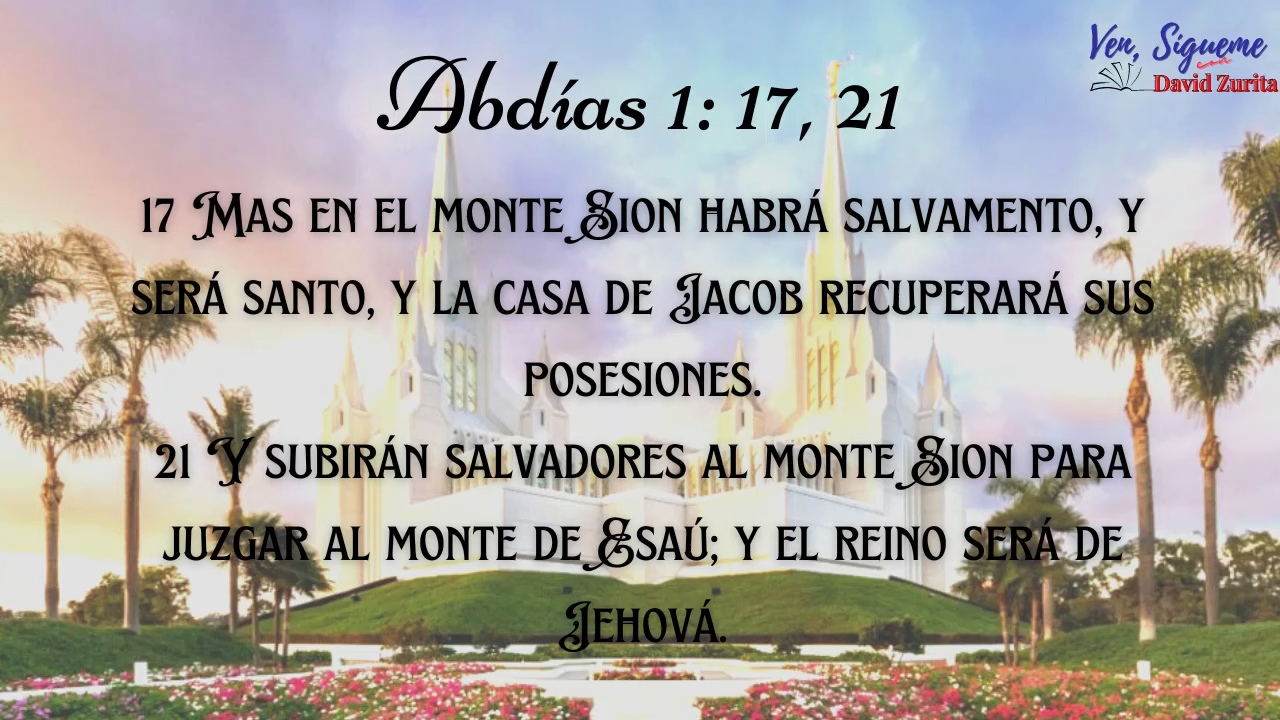 Ven, Sígueme
con
David Zurita
Abdías 1: 17, 21
17 Mas en el monte Sion habrá salvamento, y
será santo, y la casa de Jacob recuperará sus
posesiones.
21 Y subirán salvadores al monte Sion para
juzgar al monte de Esaú; y el reino será de
Jehová.